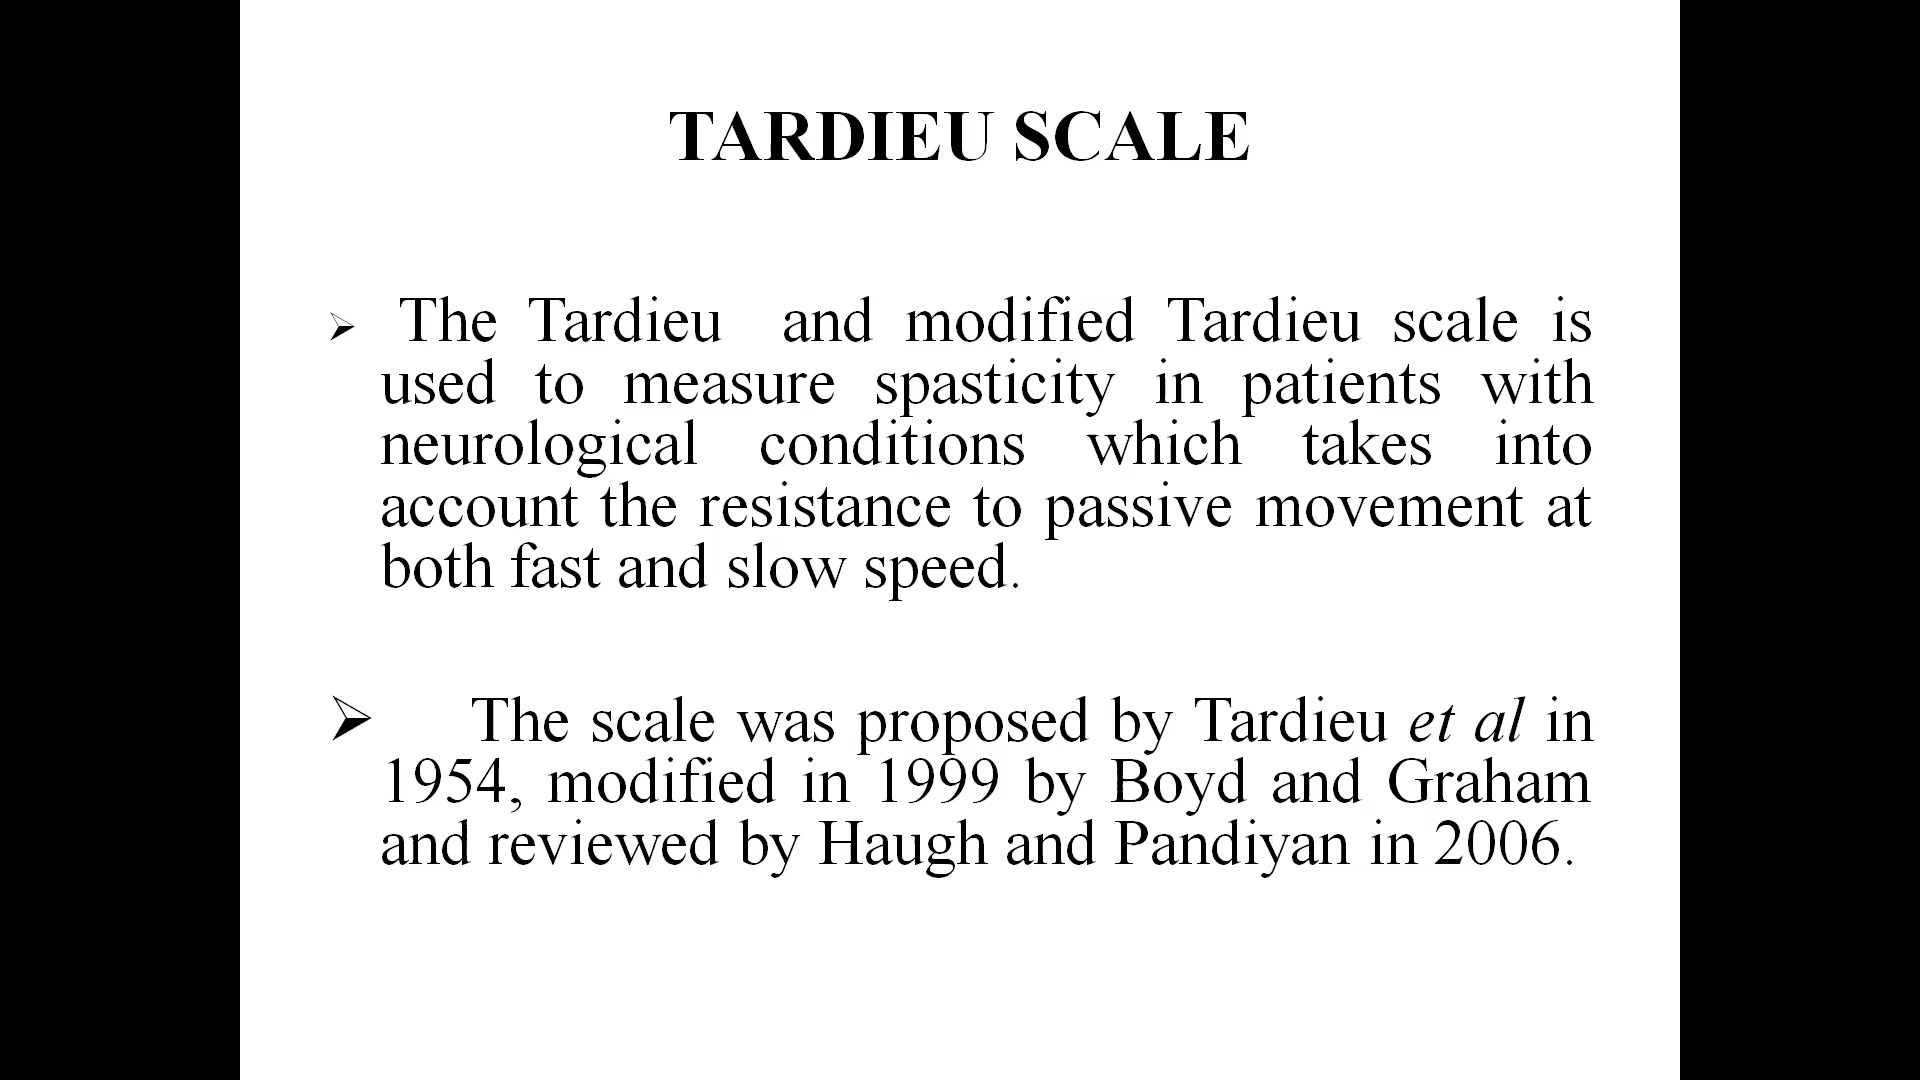 TARDIEU SCALE
➢ The Tardieu and modified Tardieu scale is
used to measure spasticity in patients with
neurological conditions which takes into
account the resistance to passive movement at
both fast and slow speed.
➢ The scale was proposed by Tardieu et al in
1954, modified in 1999 by Boyd and Graham
and reviewed by Haugh and Pandiyan in 2006.